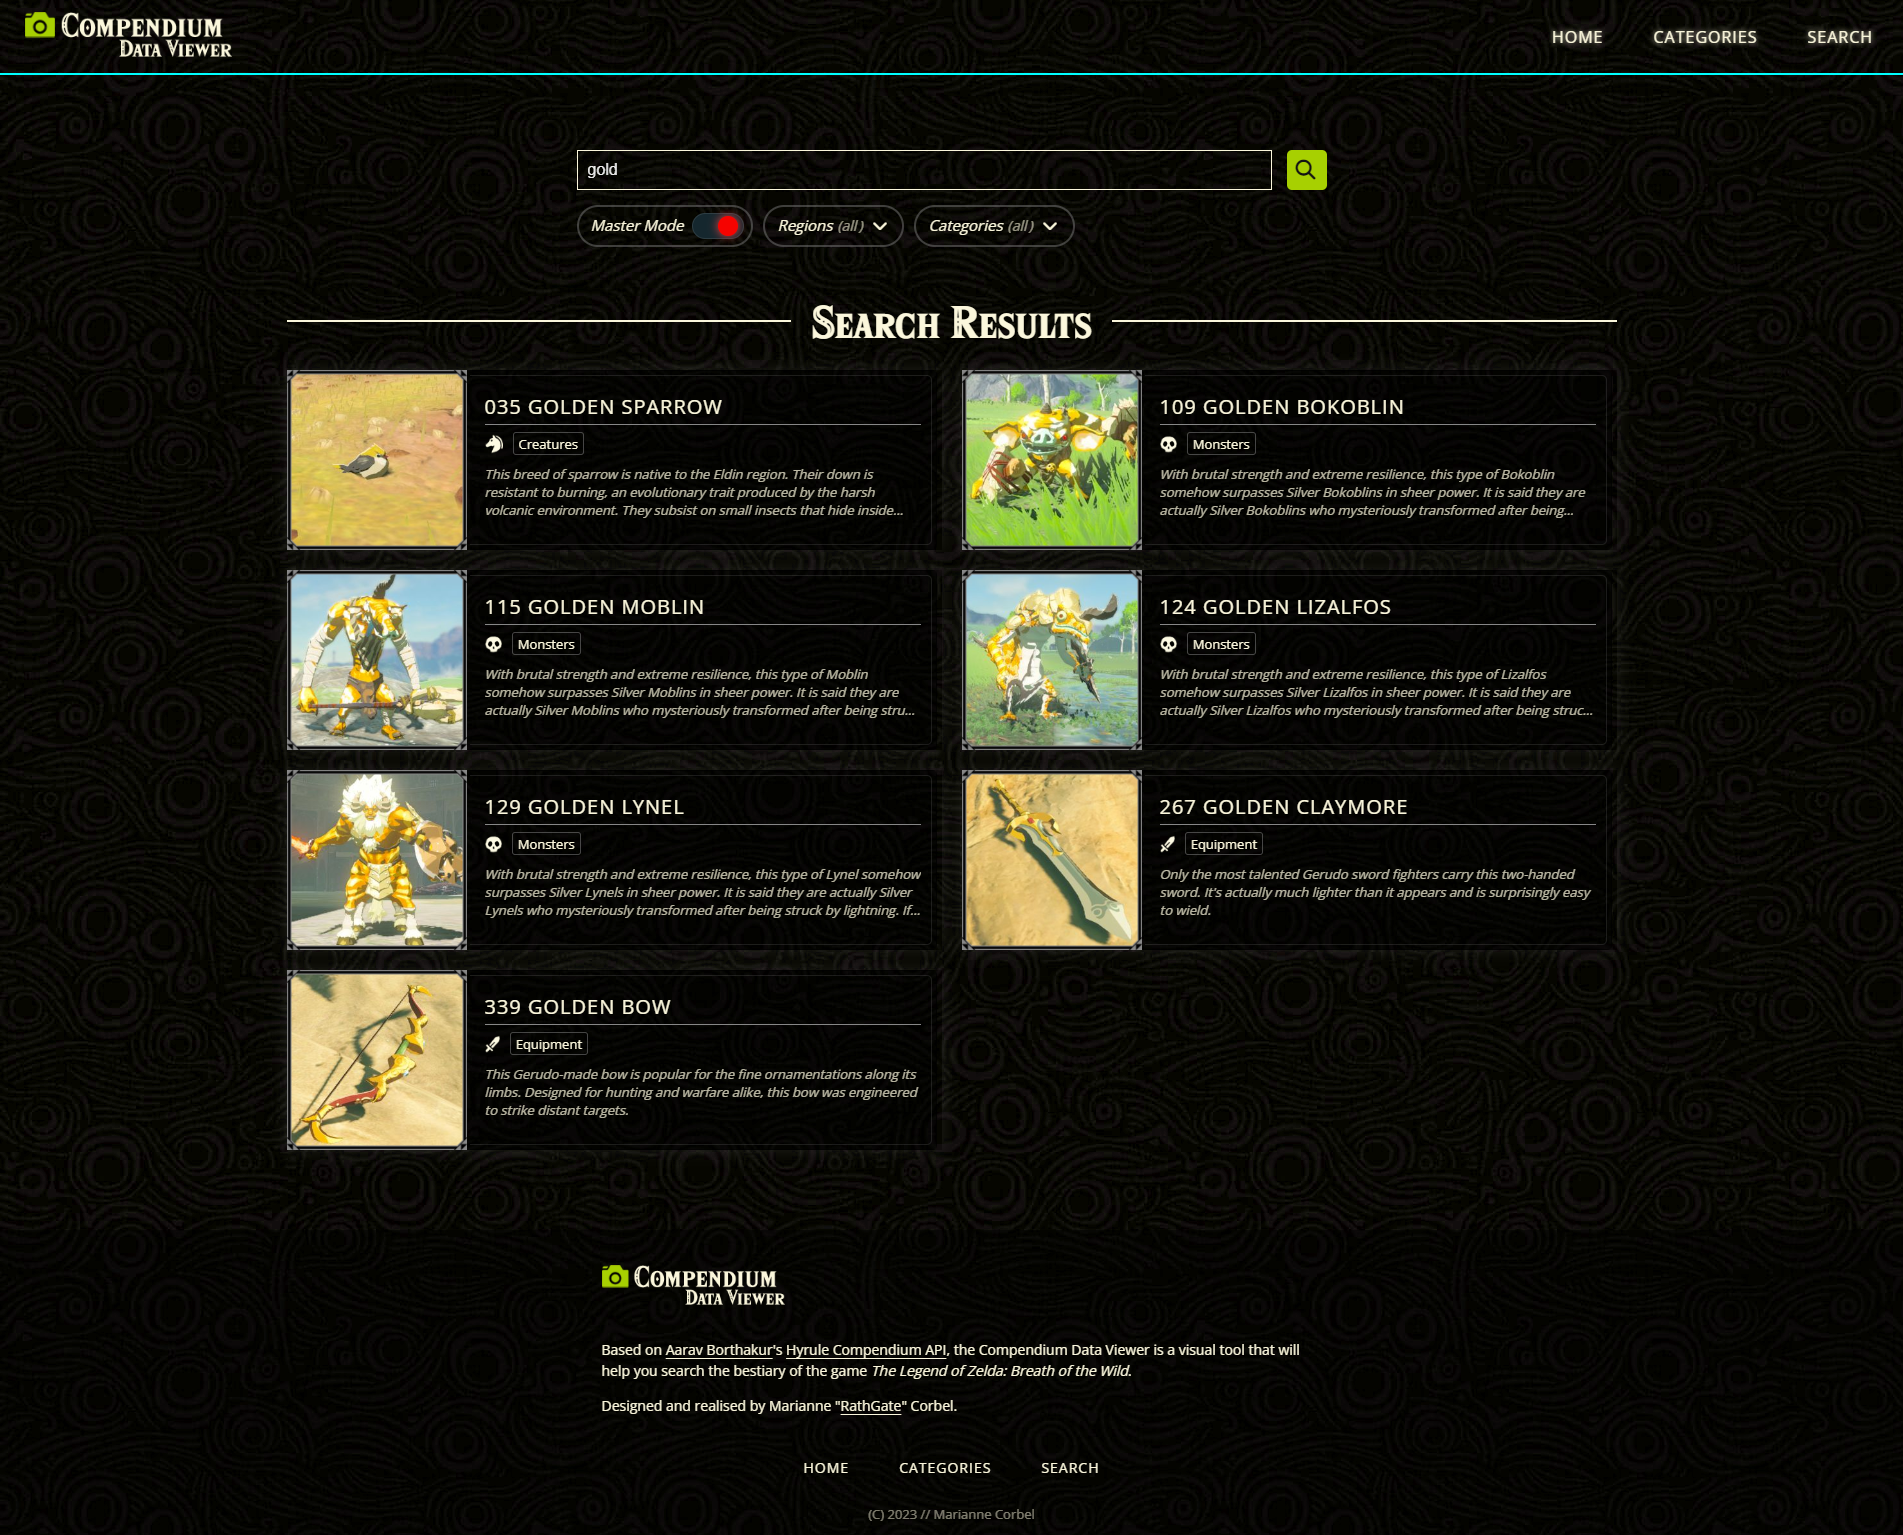 Compendium
Data Viewer
HOME
CATEGORIES
SEARCH
gold
Master Mode
Regions (all)
Categories (all)
Search Results
035 GOLDEN SPARROW
Creatures
This breed of sparrow is native to the Eldin region. Their down is
resistant to burning, an evolutionary trait produced by the harsh
volcanic environment. They subsist on small insects that hide inside...
109 GOLDEN BOKOBLIN
Monsters
With brutal strength and extreme resilience, this type of Bokoblin
somehow surpasses Silver Bokoblins in sheer power. It is said they are
actually Silver Bokoblins who mysteriously transformed after being...
115 GOLDEN MOBLIN
Monsters
With brutal strength and extreme resilience, this type of Moblin
somehow surpasses Silver Moblins in sheer power. It is said they are
actually Silver Moblins who mysteriously transformed after being stru...
124 GOLDEN LIZALFOS
Monsters
With brutal strength and extreme resilience, this type of Lizalfos
somehow surpasses Silver Lizalfos in sheer power. It is said they are
actually Silver Lizalfos who mysteriously transformed after being struc...
129 GOLDEN LYNEL
Monsters
With brutal strength and extreme resilience, this type of Lynel somehow
surpasses Silver Lynels in sheer power. It is said they are actually Silver
Lynels who mysteriously transformed after being struck by lightning. If...
267 GOLDEN CLAYMORE
Equipment
Only the most talented Gerudo sword fighters carry this two-handed
sword. It's actually much lighter than it appears and is surprisingly easy
to wield.
339 GOLDEN BOW
Equipment
This Gerudo-made bow is popular for the fine ornamentations along its
limbs. Designed for hunting and warfare alike, this bow was engineered
to strike distant targets.
Compendium
Data Viewer
Based on Aarav Borthakur's Hyrule Compendium API, the Compendium Data Viewer is a visual tool that will
help you search the bestiary of the game The Legend of Zelda: Breath of the Wild.
Designed and realised by Marianne "RathGate" Corbel.
HOME
CATEGORIES
SEARCH
(C) 2023 // Marianne Corbel